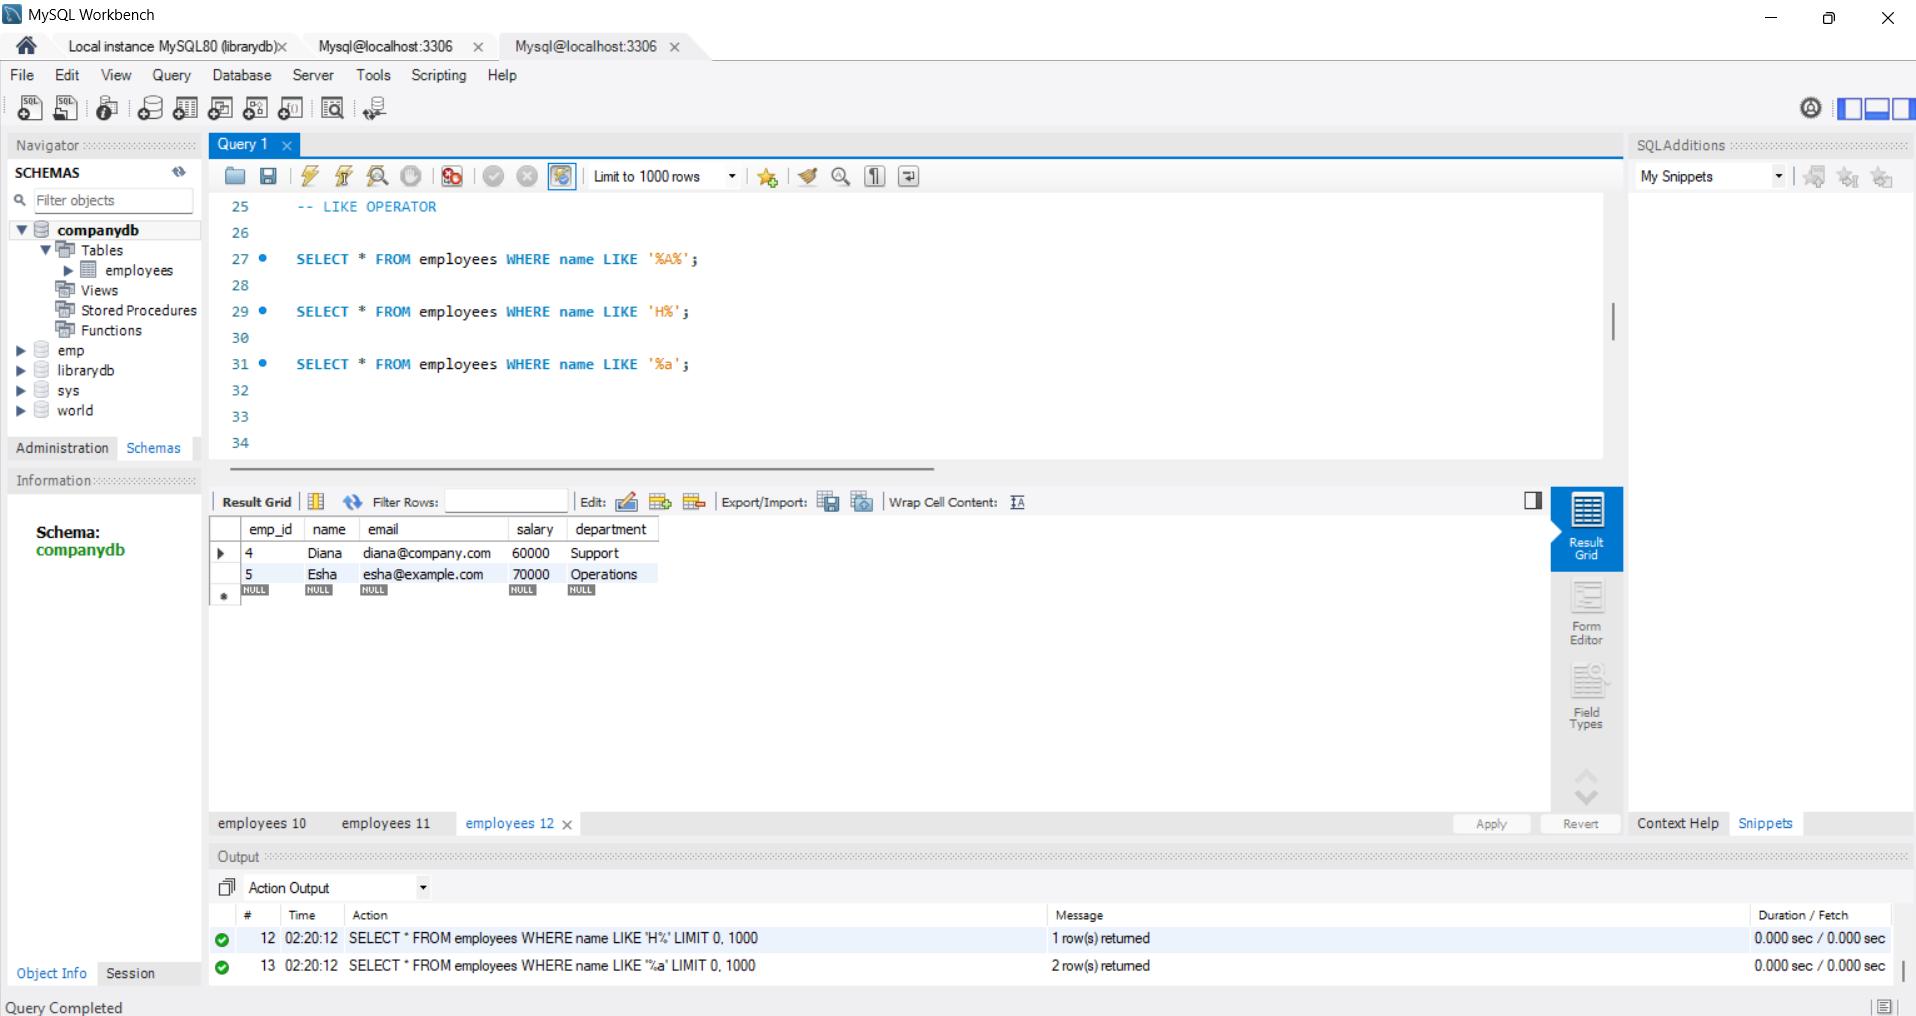 MySQL Workbench
Local instance MySQL80 (librarydb) Mysql@localhost:3306 Mysql@localhost:3306
File Edit View Query Database Server Tools Scripting Help
Navigator
SCHEMAS
Filter objects
companydb
Tables
employees
Views
Stored Procedures
Functions
emp
librarydb
sys
world
Administration Schemas
Information
Schema:
companydb
Object Info Session
Query 1
Limit to 1000 rows
25 -- LIKE OPERATOR
26
27 SELECT * FROM employees WHERE name LIKE '%A%';
28
29 SELECT * FROM employees WHERE name LIKE 'H%';
30
31 SELECT * FROM employees WHERE name LIKE '%a';
32
33
34
Result Grid Filter Rows: Edit: Export/Import: Wrap Cell Content:
emp_id name email salary department
4 Diana diana@company.com 60000 Support
5 Esha esha@example.com 70000 Operations
NULL NULL NULL NULL NULL
Result
Grid
Form
Editor
Field
Types
employees 10 employees 11 employees 12
Apply Revert
SQLAdditions
My Snippets
Context Help Snippets
Output
Action Output
# Time Action Message Duration / Fetch
12 02:20:12 SELECT * FROM employees WHERE name LIKE 'H%' LIMIT 0, 1000 1 row(s) returned 0.000 sec / 0.000 sec
13 02:20:12 SELECT * FROM employees WHERE name LIKE '%a' LIMIT 0, 1000 2 row(s) returned 0.000 sec / 0.000 sec
Query Completed